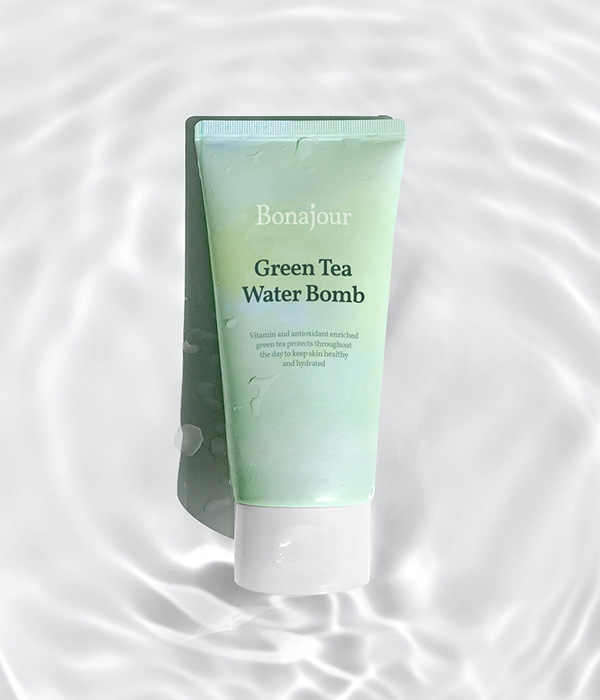 Bonajour
Green Tea
Water Bomb
Vitamin and antioxidant enriched
green tea protects throughout
the day to keep skin healthy
and hydrated